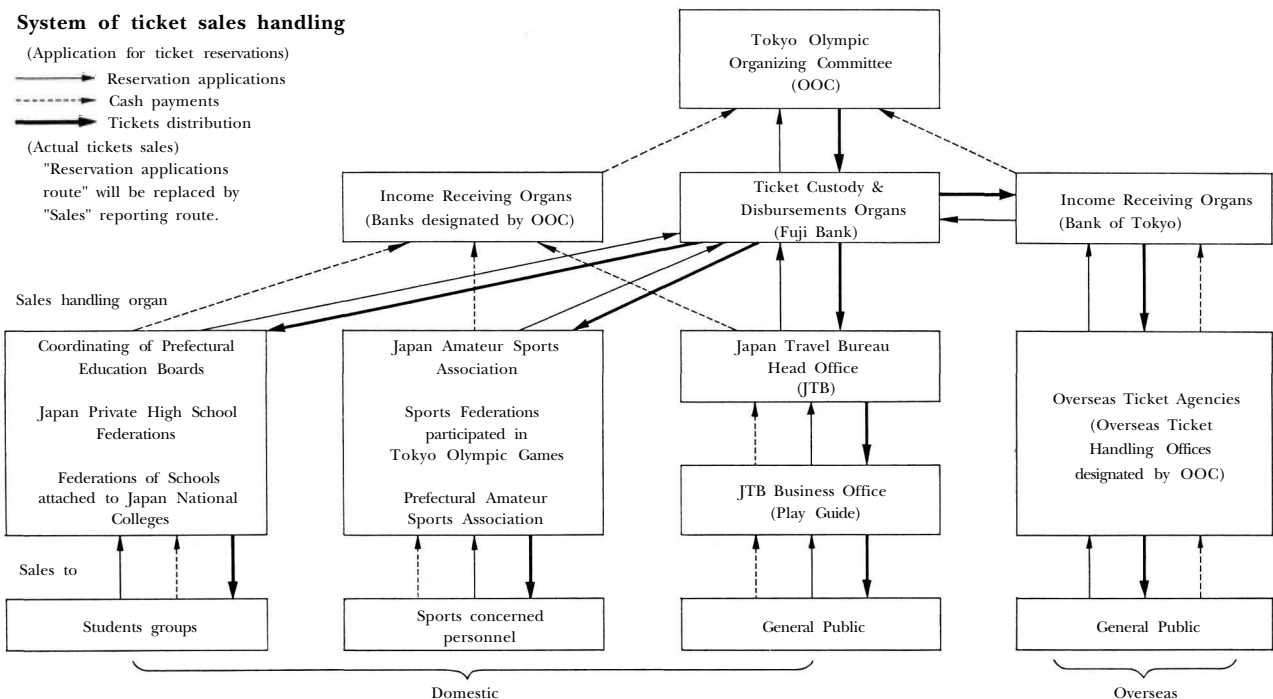 System of ticket sales handling
(Application for ticket reservations)
Reservation applications
Cash payments
Tickets distribution
(Actual tickets sales)
"Reservation applications
route" will be replaced by
"Sales" reporting route.
Tokyo Olympic
Organizing Committee
(OOC)
Income Receiving Organs
(Banks designated by OOC)
Ticket Custody &
Disbursements Organs
(Fuji Bank)
Income Receiving Organs
(Bank of Tokyo)
Sales handling organ
Coordinating of Prefectural
Education Boards
Japan Private High School
Federations
Federations of Schools
attached to Japan National
Colleges
Japan Amateur Sports
Association
Sports Federations
participated in
Tokyo Olympic Games
Prefectural Amateur
Sports Association
Japan Travel Bureau
Head Office
(JTB)
JTB Business Office
(Play Guide)
Overseas Ticket Agencies
(Overseas Ticket
Handling Offices
designated by OOC)
Sales to
Students groups
Sports concerned
personnel
General Public
General Public
Domestic
Overseas